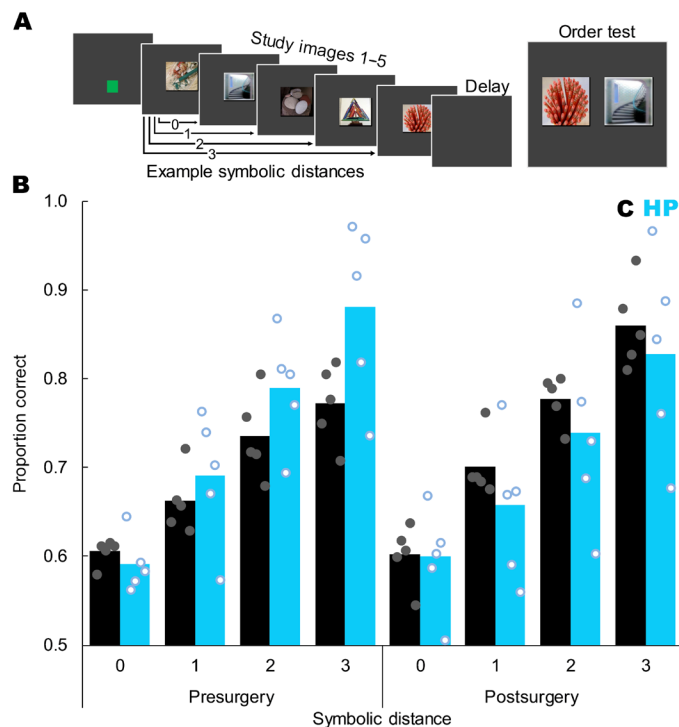 A
Study images 1–5
Order test
Delay
0
1
2
3
Example symbolic distances
B
C HP
1.0
0.9
0.8
0.7
0.6
0.5
Proportion correct
0 1 2 3 0 1 2 3
Presurgery Postsurgery
Symbolic distance